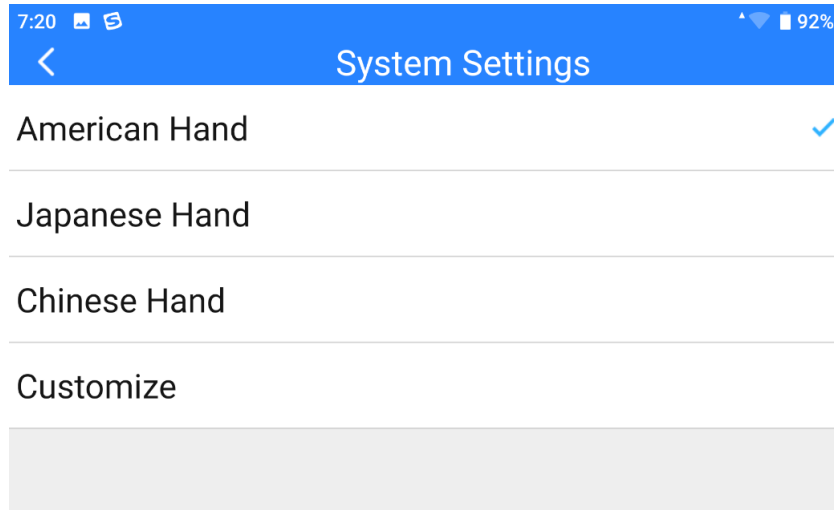 7:20 92%
System Settings
American Hand
Japanese Hand
Chinese Hand
Customize